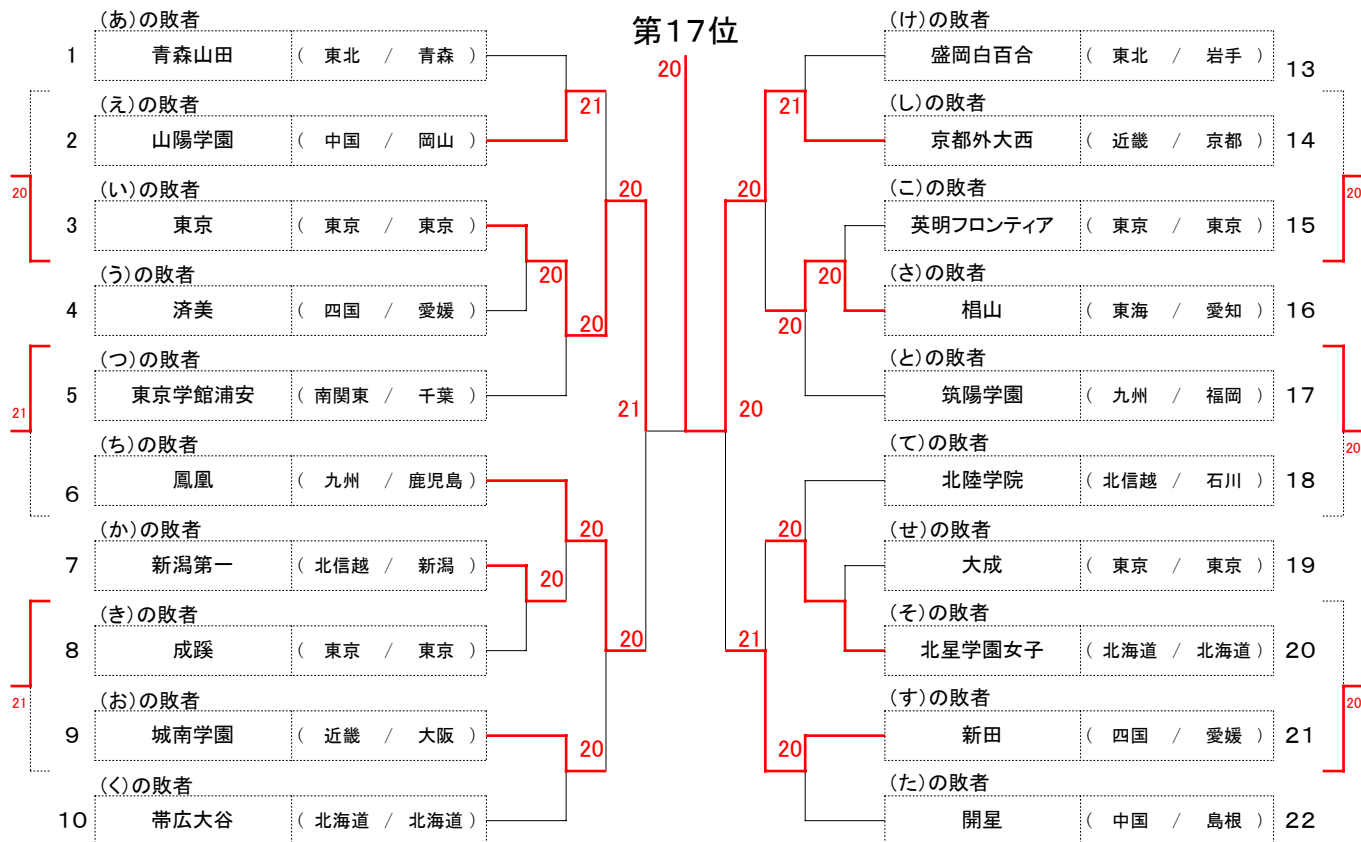 第17位
(あ)の敗者
1 青森山田 ( 東北 / 青森 )
(え)の敗者
2 山陽学園 ( 中国 / 岡山 )
(い)の敗者
3 東京 ( 東京 / 東京 )
(う)の敗者
4 済美 ( 四国 / 愛媛 )
(つ)の敗者
5 東京学館浦安 ( 南関東 / 千葉 )
(ち)の敗者
6 鳳凰 ( 九州 / 鹿児島 )
(か)の敗者
7 新潟第一 ( 北信越 / 新潟 )
(き)の敗者
8 成蹊 ( 東京 / 東京 )
(お)の敗者
9 城南学園 ( 近畿 / 大阪 )
(く)の敗者
10 帯広大谷 ( 北海道 / 北海道 )
20
21
21
21
20
20
20
21
20
20
20
20
20
(け)の敗者
盛岡白百合 ( 東北 / 岩手 ) 13
(し)の敗者
京都外大西 ( 近畿 / 京都 ) 14
(こ)の敗者
英明フロンティア ( 東京 / 東京 ) 15
(さ)の敗者
椙山 ( 東海 / 愛知 ) 16
(と)の敗者
筑陽学園 ( 九州 / 福岡 ) 17
(て)の敗者
北陸学院 ( 北信越 / 石川 ) 18
(せ)の敗者
大成 ( 東京 / 東京 ) 19
(そ)の敗者
北星学園女子 ( 北海道 / 北海道 ) 20
(す)の敗者
新田 ( 四国 / 愛媛 ) 21
(た)の敗者
開星 ( 中国 / 島根 ) 22
21
20
20
20
20
20
21
20
20
20
20